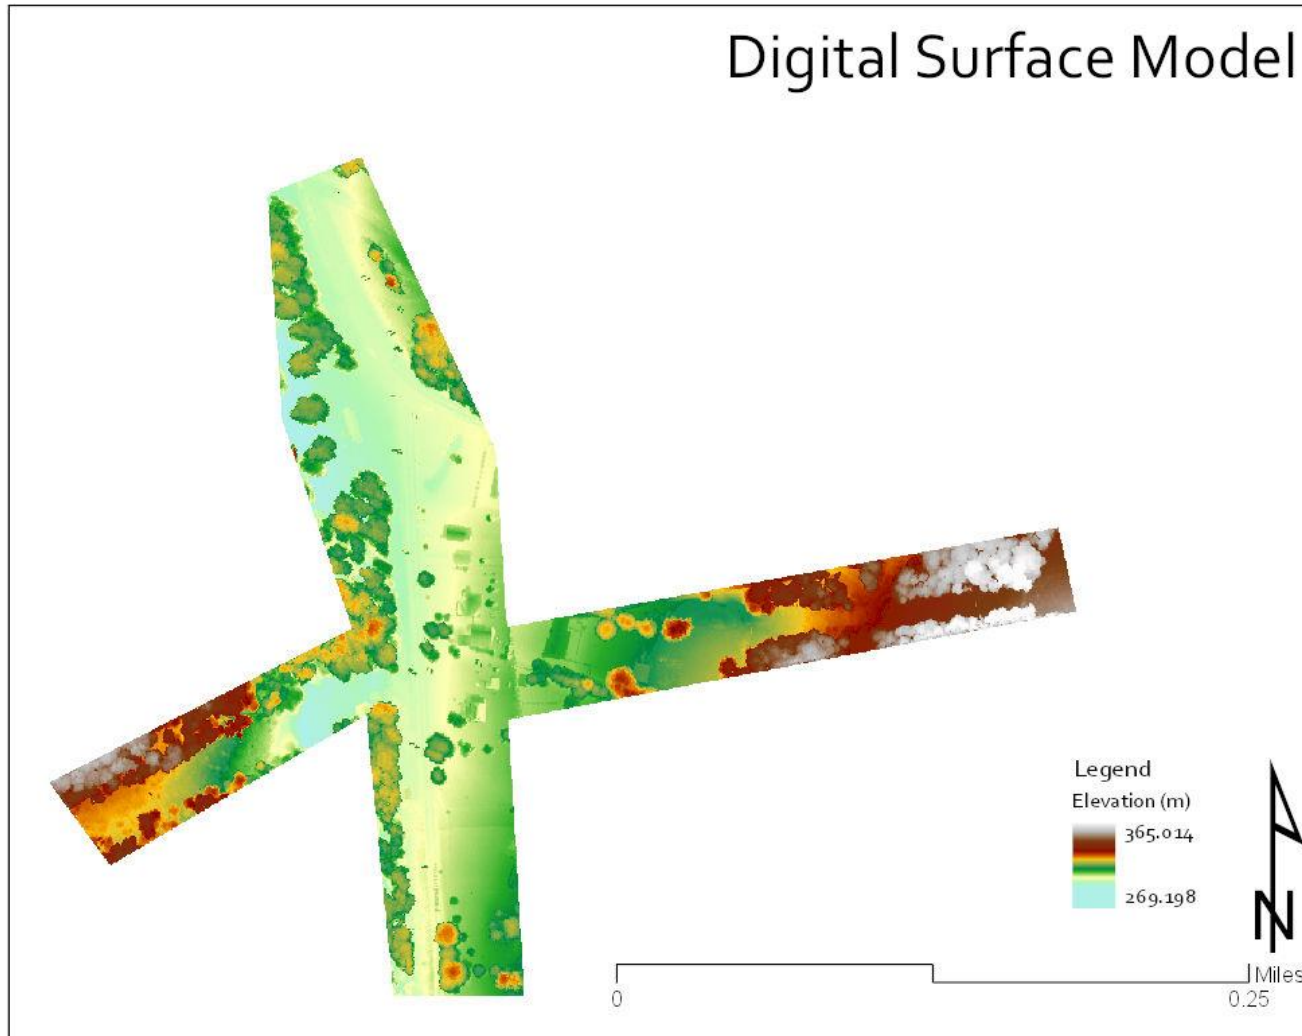 Digital Surface Model
Legend
Elevation (m)
365.014
269.198
N
Miles
0
0.25